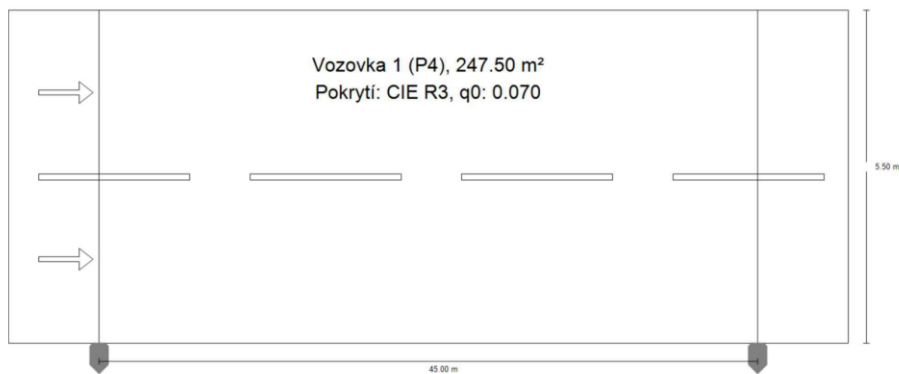 Vozovka 1 (P4), 247.50 m²
Pokrytí: CIE R3, q0: 0.070
5.50 m
45.00 m